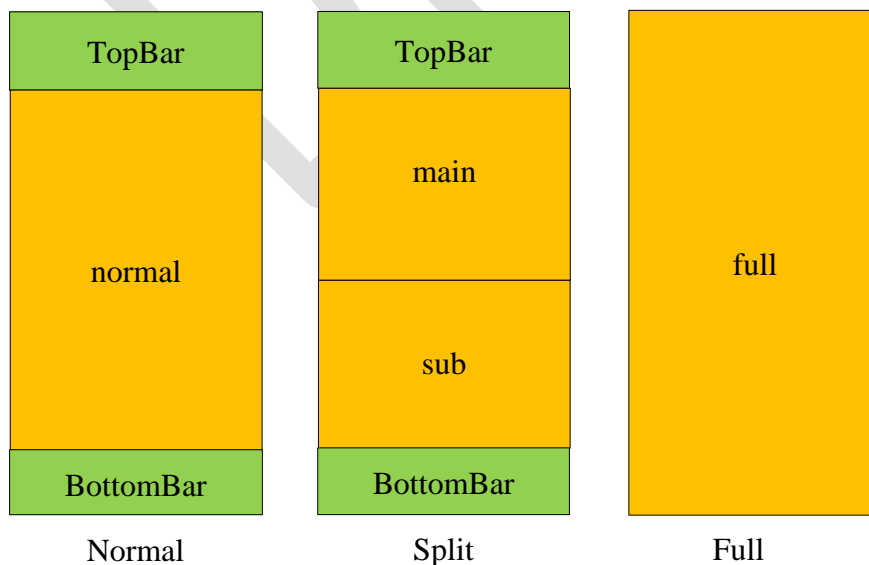 TopBar
normal
BottomBar
Normal
TopBar
main
sub
BottomBar
Split
full
Full